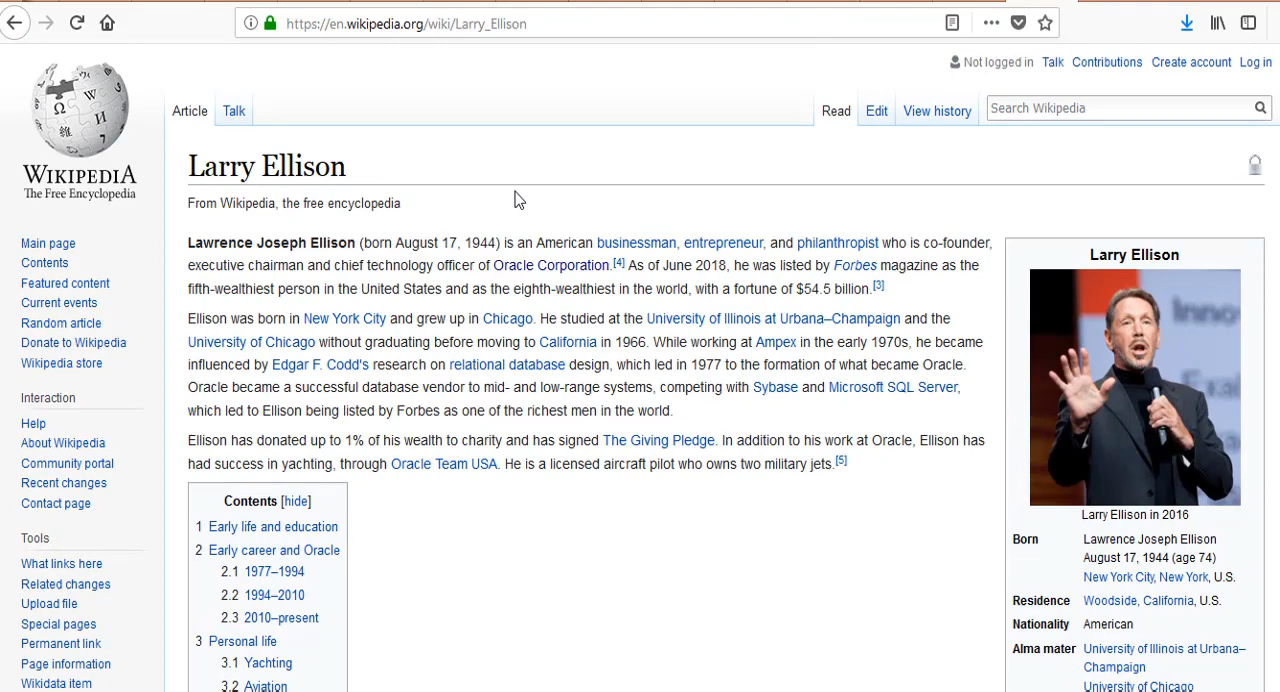 https://en.wikipedia.org/wiki/Larry_Ellison
Not logged in Talk Contributions Create account Log in
Article Talk Read Edit View history Search Wikipedia
WIKIPEDIA
The Free Encyclopedia
Main page
Contents
Featured content
Current events
Random article
Donate to Wikipedia
Wikipedia store
Interaction
Help
About Wikipedia
Community portal
Recent changes
Contact page
Tools
What links here
Related changes
Upload file
Special pages
Permanent link
Page information
Wikidata item
Larry Ellison
From Wikipedia, the free encyclopedia
Lawrence Joseph Ellison (born August 17, 1944) is an American businessman, entrepreneur, and philanthropist who is co-founder,
executive chairman and chief technology officer of Oracle Corporation.[4] As of June 2018, he was listed by Forbes magazine as the
fifth-wealthiest person in the United States and as the eighth-wealthiest in the world, with a fortune of $54.5 billion.[3]
Ellison was born in New York City and grew up in Chicago. He studied at the University of Illinois at Urbana–Champaign and the
University of Chicago without graduating before moving to California in 1966. While working at Ampex in the early 1970s, he became
influenced by Edgar F. Codd's research on relational database design, which led in 1977 to the formation of what became Oracle.
Oracle became a successful database vendor to mid- and low-range systems, competing with Sybase and Microsoft SQL Server,
which led to Ellison being listed by Forbes as one of the richest men in the world.
Ellison has donated up to 1% of his wealth to charity and has signed The Giving Pledge. In addition to his work at Oracle, Ellison has
had success in yachting, through Oracle Team USA. He is a licensed aircraft pilot who owns two military jets.[5]
Contents [hide]
1 Early life and education
2 Early career and Oracle
2.1 1977–1994
2.2 1994–2010
2.3 2010–present
3 Personal life
3.1 Yachting
3.2 Aviation
Larry Ellison
Larry Ellison in 2016
Born Lawrence Joseph Ellison
August 17, 1944 (age 74)
New York City, New York, U.S.
Residence Woodside, California, U.S.
Nationality American
Alma mater University of Illinois at Urbana–
Champaign
University of Chicago